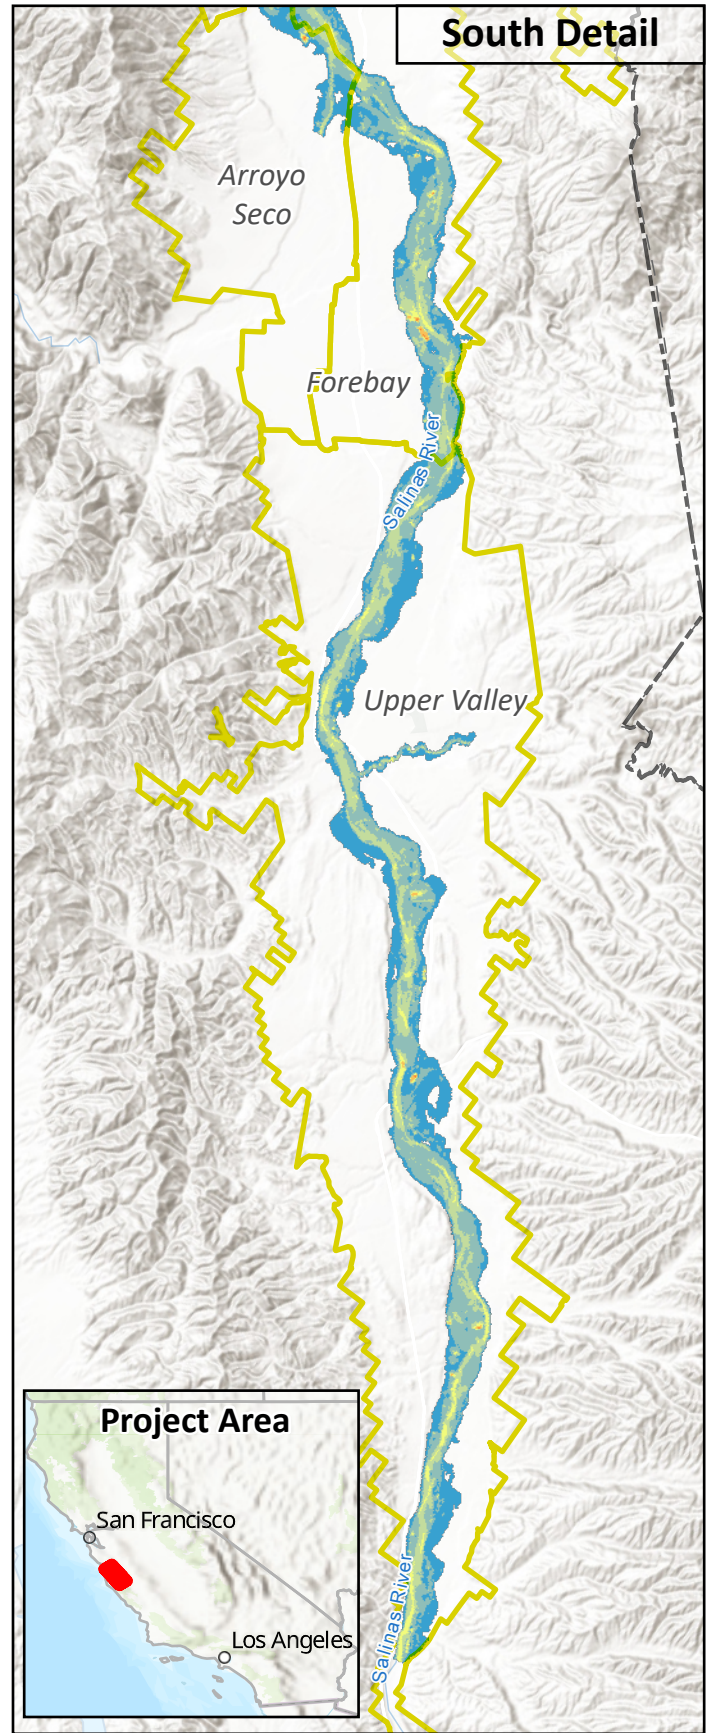 South Detail
Arroyo
Seco
Forebay
Salinas River
Upper Valley
Project Area
San Francisco
Los Angeles
Salinas River